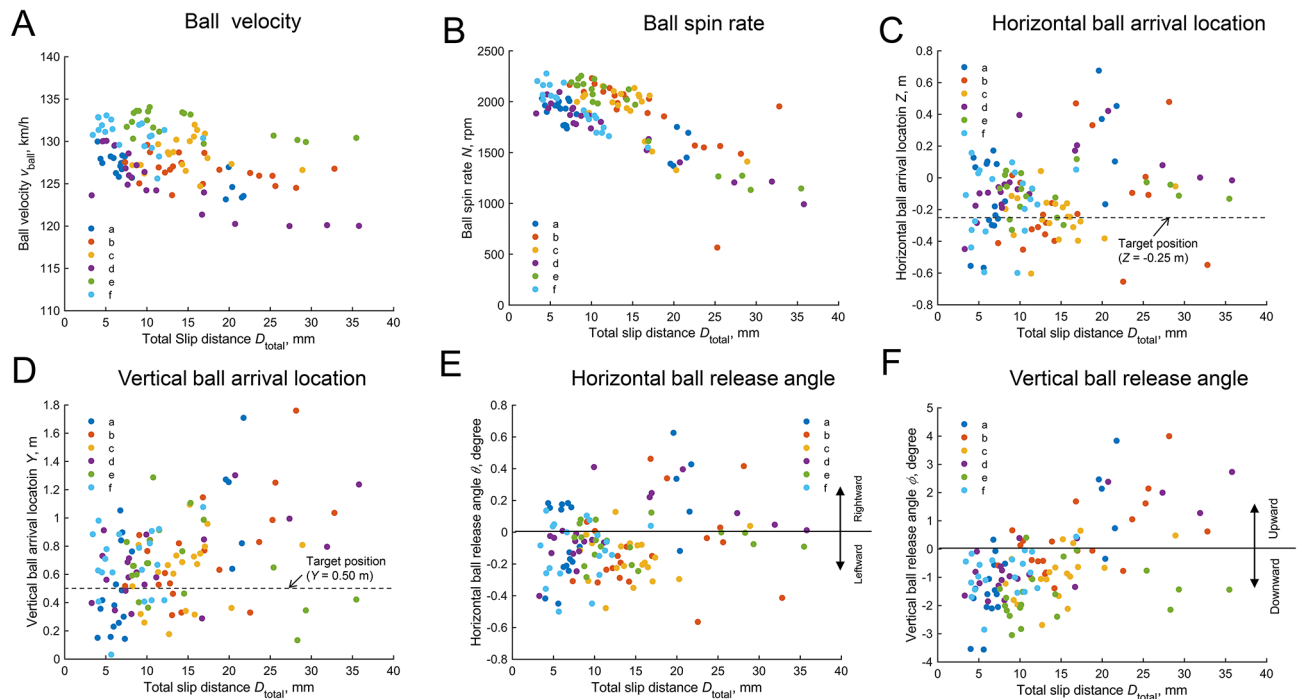 A
Ball velocity
Ball velocity vball, km/h
140
135
130
125
120
115
110
a
b
c
d
e
f
0 5 10 15 20 25 30 35 40
Total Slip distance Dtotal, mm
B
Ball spin rate
Ball spin rate N, rpm
2500
2000
1500
1000
500
0
a
b
c
d
e
f
0 5 10 15 20 25 30 35 40
Total slip distance Dtotal, mm
C
Horizontal ball arrival location
Horizontal ball arrival locatoin Z, m
0.8
0.6
0.4
0.2
0
-0.2
-0.4
-0.6
-0.8
a
b
c
d
e
f
Target position
(Z = -0.25 m)
0 5 10 15 20 25 30 35 40
Total slip distance Dtotal, mm
D
Vertical ball arrival location
Vertical ball arrival locatoin Y, m
1.8
1.6
1.4
1.2
1
0.8
0.6
0.4
0.2
0
a
b
c
d
e
f
Target position
(Y = 0.50 m)
0 5 10 15 20 25 30 35 40
Total slip distance Dtotal, mm
E
Horizontal ball release angle
Horizontal ball release angle θ, degree
0.8
0.6
0.4
0.2
0
-0.2
-0.4
-0.6
-0.8
a
b
c
d
e
f
Rightward
Leftward
0 5 10 15 20 25 30 35 40
Total slip distance Dtotal, mm
F
Vertical ball release angle
Vertical ball release angle ϕ, degree
5
4
3
2
1
0
-1
-2
-3
-4
a
b
c
d
e
f
Upward
Downward
0 5 10 15 20 25 30 35 40
Total slip distance Dtotal, mm